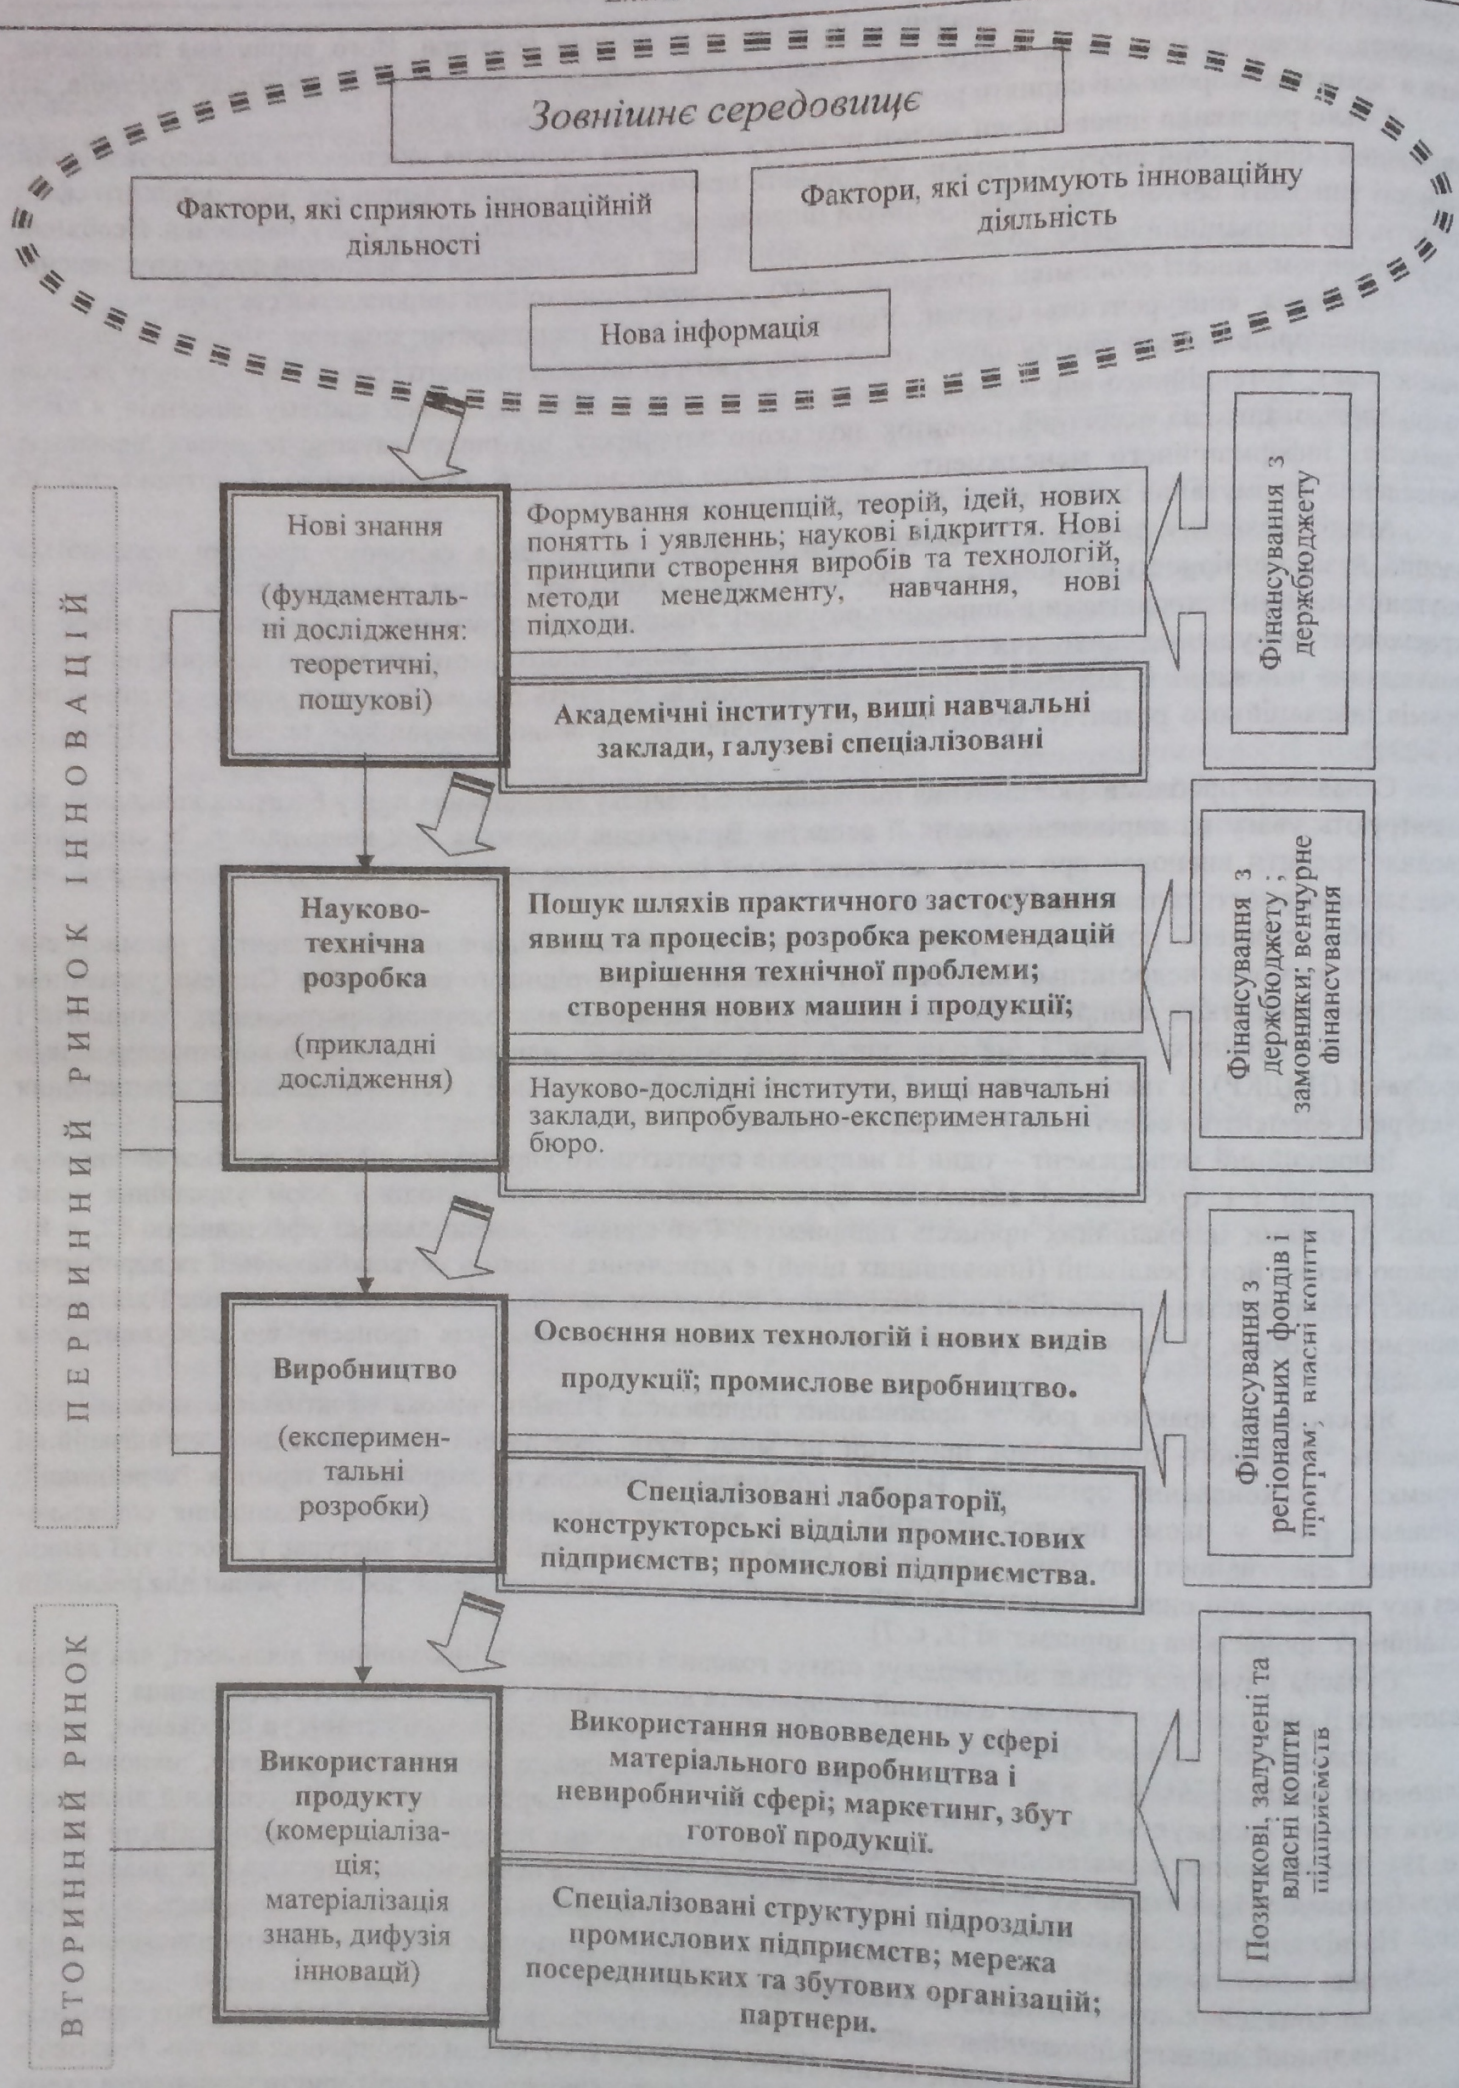 Зовнішнє середовище
Фактори, які сприяють інноваційній
діяльності
Фактори, які стримують інноваційну
діяльність
Нова інформація
ПЕРВИННИЙ РИНОК ІННОВАЦІЙ
Нові знання
(фундаменталь-
ні дослідження:
теоретичні,
пошукові)
Формування концепцій, теорій, ідей, нових
понятть і уявленнь; наукові відкриття. Нові
принципи створення виробів та технологій,
методи менеджменту, навчання, нові
підходи.
Академічні інститути, вищі навчальні
заклади, галузеві спеціалізовані
Фінансування з
держбюджету
Науково-
технічна
розробка
(прикладні
дослідження)
Пошук шляхів практичного застосування
явищ та процесів; розробка рекомендацій
вирішення технічної проблеми;
створення нових машин і продукції;
Науково-дослідні інститути, вищі навчальні
заклади, випробувально-експериментальні
бюро.
Фінансування з
держбюджету ;
замовники; венчурне
фінансування
Виробництво
(експеримен-
тальні
розробки)
Освоєння нових технологій і нових видів
продукції; промислове виробництво.
Спеціалізовані лабораторії,
конструкторські відділи промислових
підприємств; промислові підприємства.
Фінансування з
регіональних фондів і
програм; власні кошти
ВТОРИННИЙ РИНОК
Використання
продукту
(комерціаліза-
ція;
матеріалізація
знань, дифузія
інновацй)
Використання нововведень у сфері
матеріального виробництва і
невиробничій сфері; маркетинг, збут
готової продукції.
Спеціалізовані структурні підрозділи
промислових підприємств; мережа
посередницьких та збутових організацій;
партнери.
Позичкові, залучені та
власні кошти
підприємств